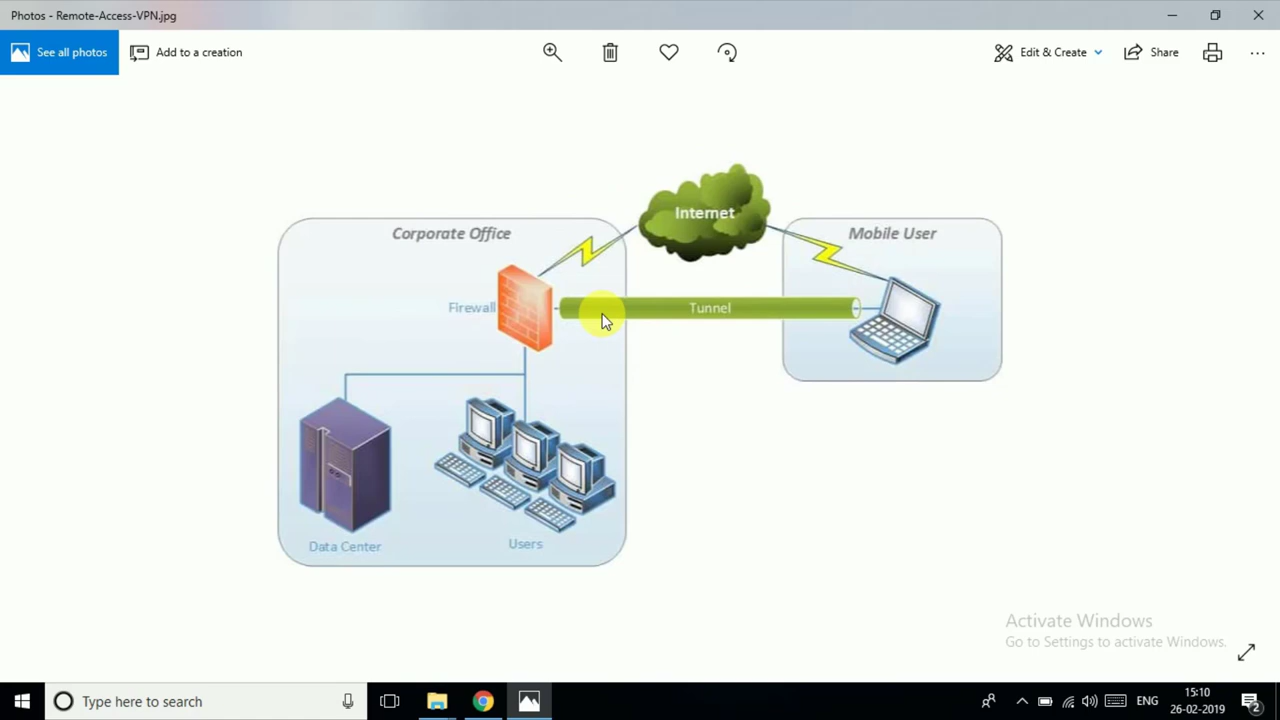 Photos - Remote-Access-VPN.jpg
See all photos
Add to a creation
Edit & Create
Share
Internet
Corporate Office
Mobile User
Firewall
Tunnel
Data Center
Users
Activate Windows
Go to Settings to activate Windows.
Type here to search
ENG
15:10
26-02-2019
2